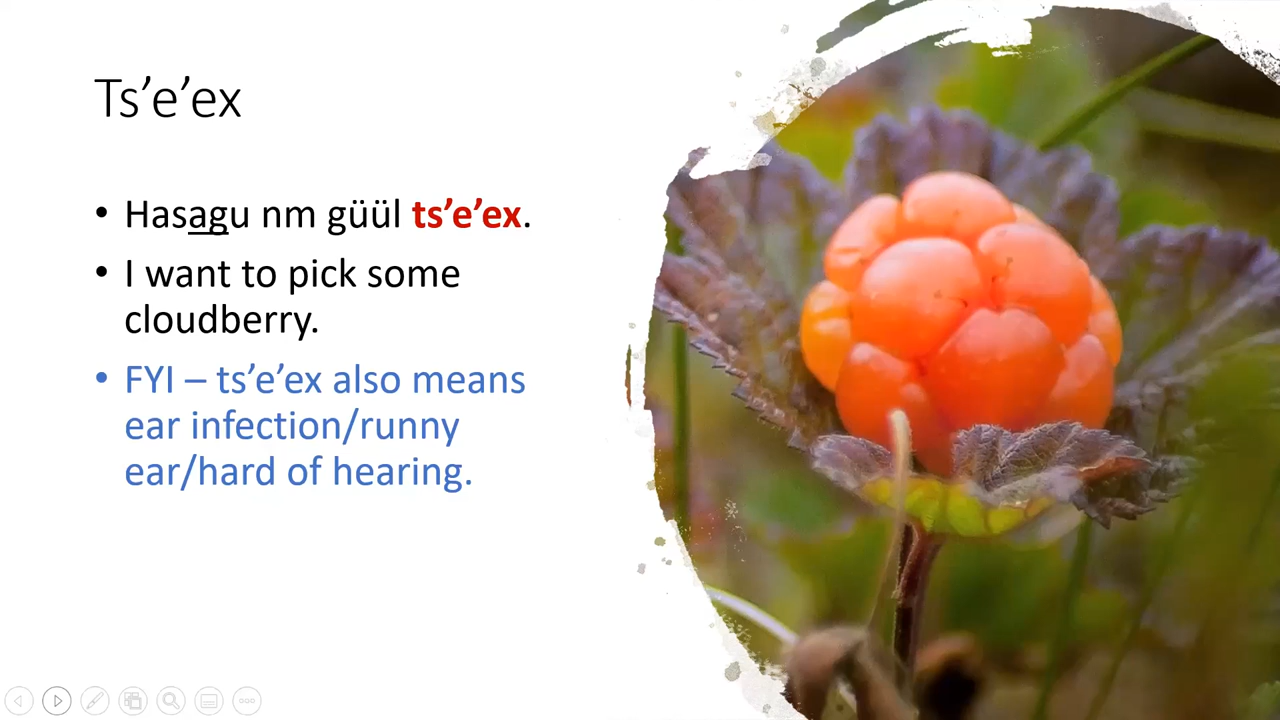 Ts’e’ex
• Hasa̲g̲u nm güül ts’e’ex.
• I want to pick some
cloudberry.
• FYI – ts’e’ex also means
ear infection/runny
ear/hard of hearing.